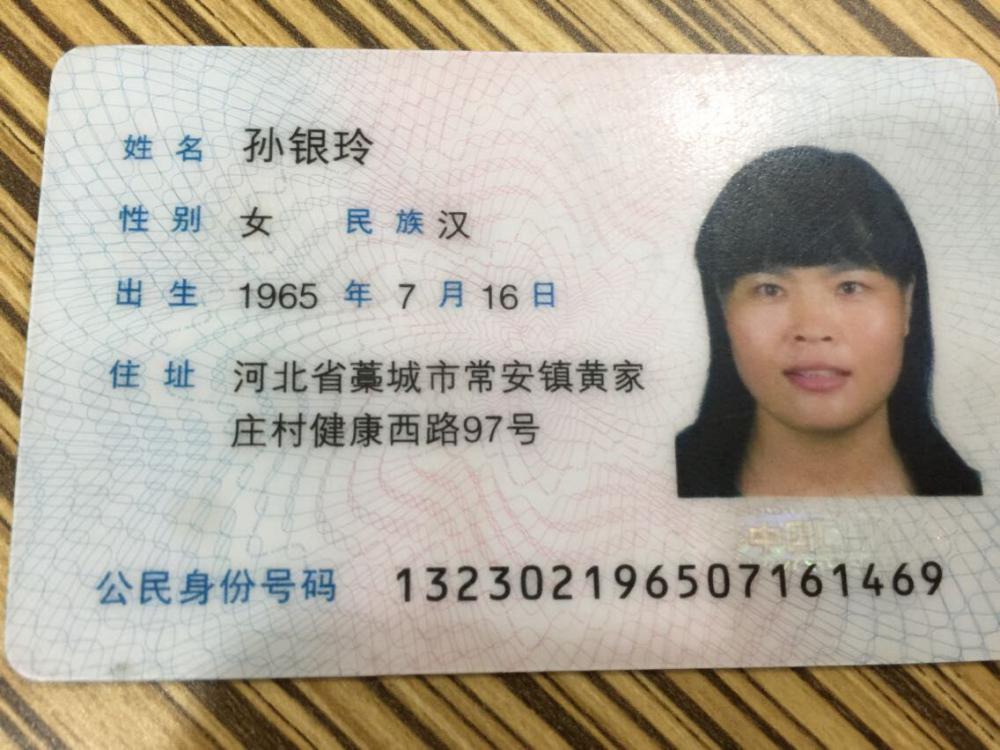 姓名 孙银玲
性别 女 民族 汉
出生 1965 年 7 月 16 日
住址 河北省藁城市常安镇黄家
庄村健康西路97号
公民身份号码 132302196507161469